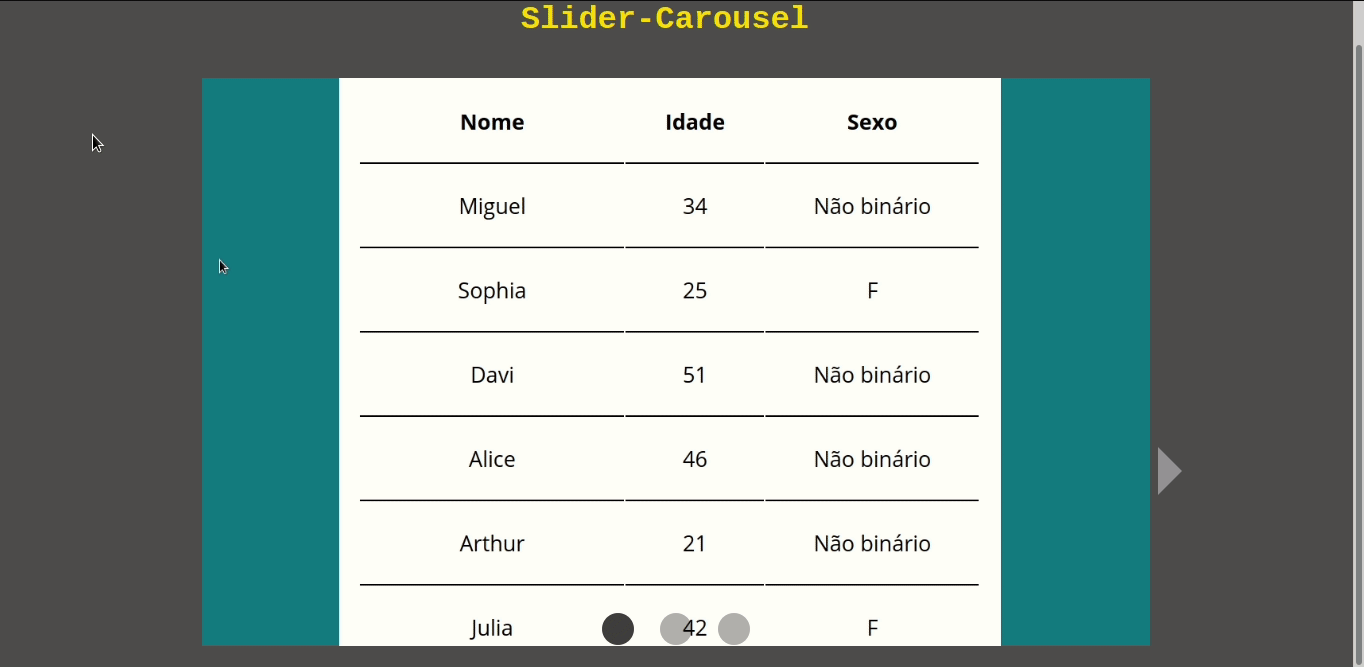 Slider-Carousel
Nome Idade Sexo
Miguel 34 Não binário
Sophia 25 F
Davi 51 Não binário
Alice 46 Não binário
Arthur 21 Não binário
Julia 42 F